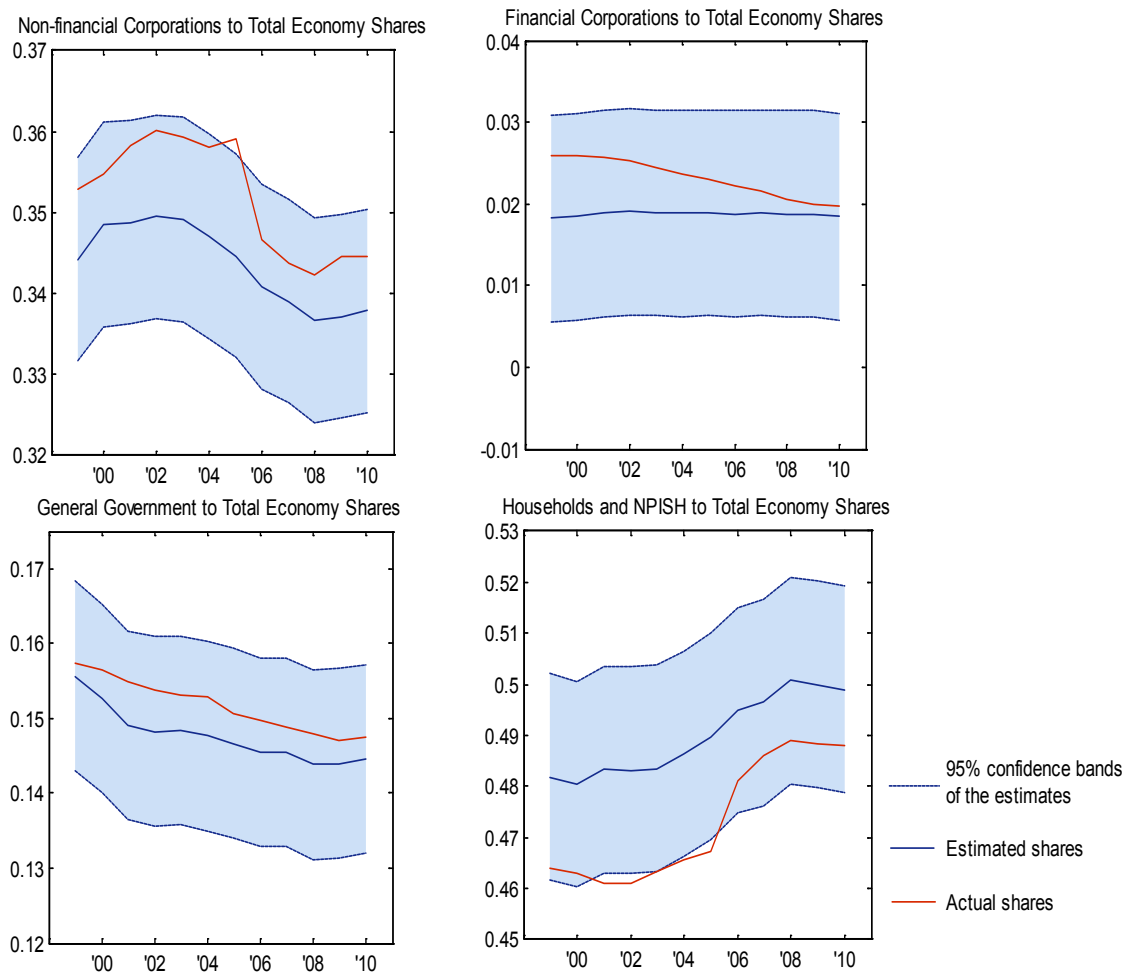 Non-financial Corporations to Total Economy Shares
0.37
0.36
0.35
0.34
0.33
0.32
'00 '02 '04 '06 '08 '10
Financial Corporations to Total Economy Shares
0.04
0.03
0.02
0.01
0
-0.01
'00 '02 '04 '06 '08 '10
General Government to Total Economy Shares
0.17
0.16
0.15
0.14
0.13
0.12
'00 '02 '04 '06 '08 '10
Households and NPISH to Total Economy Shares
0.53
0.52
0.51
0.5
0.49
0.48
0.47
0.46
0.45
'00 '02 '04 '06 '08 '10
95% confidence bands
of the estimates
Estimated shares
Actual shares